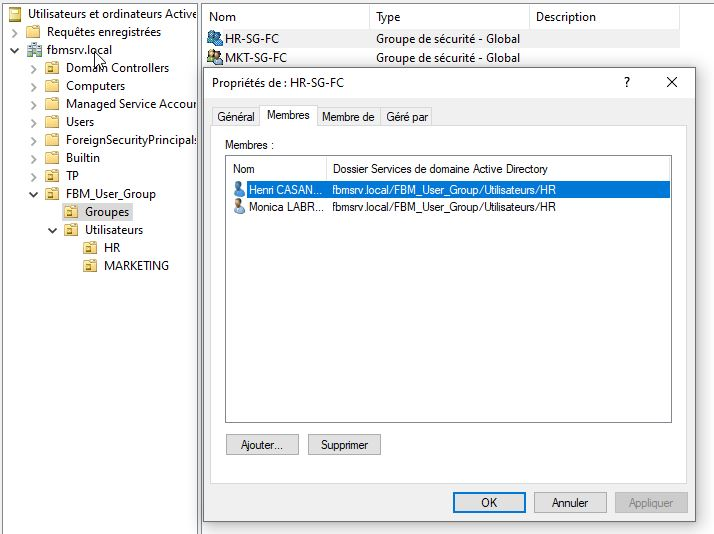 Utilisateurs et ordinateurs Active
Requêtes enregistrées
fbmsrv.local
Domain Controllers
Computers
Managed Service Accour
Users
ForeignSecurityPrincipals
Builtin
TP
FBM_User_Group
Groupes
Utilisateurs
HR
MARKETING
Nom Type Description
HR-SG-FC Groupe de sécurité - Global
MKT-SG-FC Groupe de sécurité - Global
Propriétés de : HR-SG-FC ?
Général Membres Membre de Géré par
Membres :
Nom Dossier Services de domaine Active Directory
Henri CASAN... fbmsrv.local/FBM_User_Group/Utilisateurs/HR
Monica LABR... fbmsrv.local/FBM_User_Group/Utilisateurs/HR
Ajouter... Supprimer
OK Annuler Appliquer